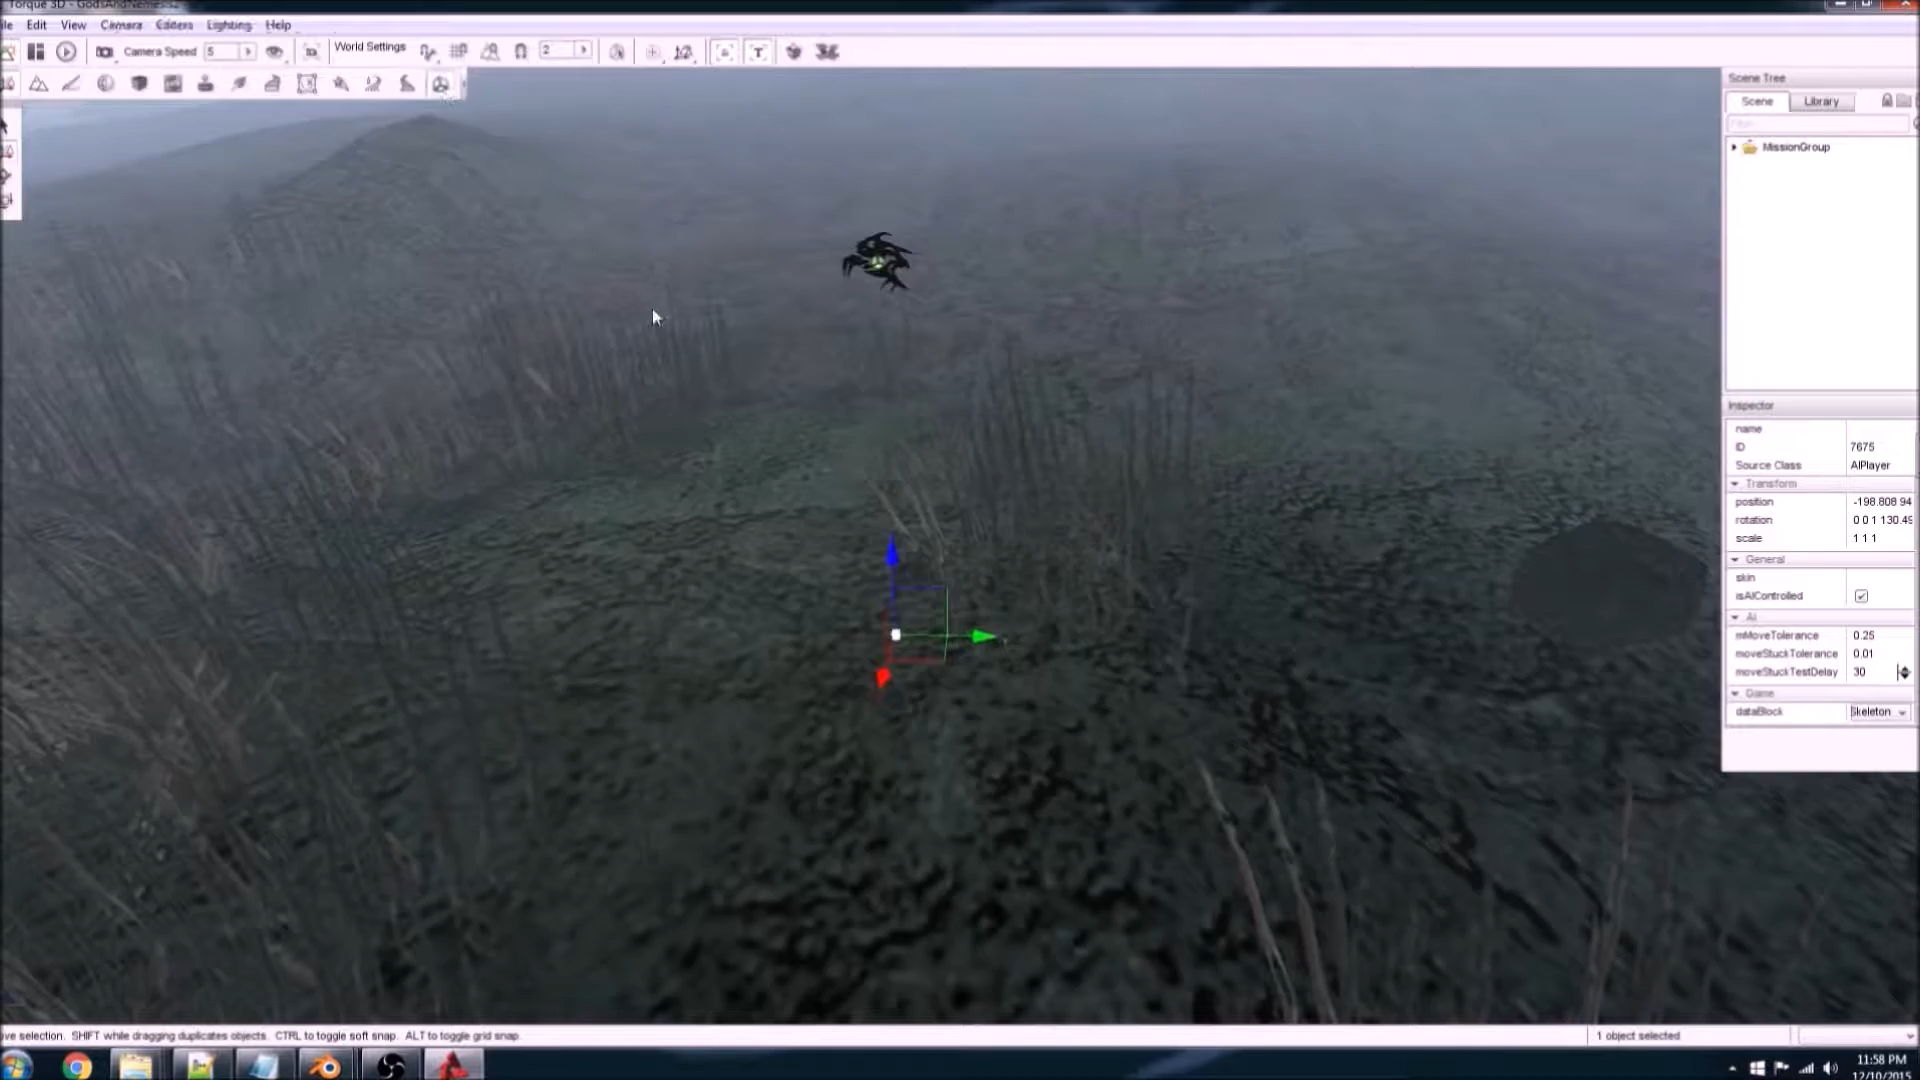 Torque 3D - GodsAndNemesis2
ile Edit View Camera Editors Lighting Help
Camera Speed 5 World Settings 2
Scene Tree
Scene Library
Filter
MissionGroup
Inspector
name
ID 7675
Source Class AIPlayer
Transform
position -198.808 94
rotation 0 0 1 130.49
scale 1 1 1
General
skin
isAIControlled
AI
mMoveTolerance 0.25
moveStuckTolerance 0.01
moveStuckTestDelay 30
Game
dataBlock Skeleton
ove selection. SHIFT while dragging duplicates objects. CTRL to toggle soft snap. ALT to toggle grid snap.
1 object selected
11:58 PM
12/10/2015